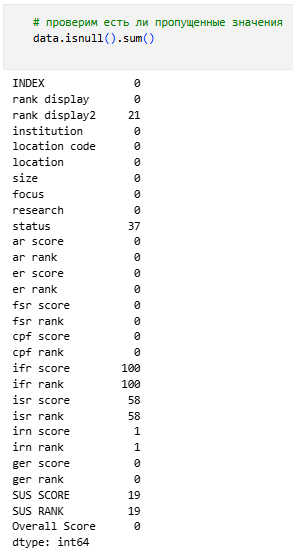 # проверим есть ли пропущенные значения
data.isnull().sum()
INDEX 0
rank display 0
rank display2 21
institution 0
location code 0
location 0
size 0
focus 0
research 0
status 37
ar score 0
ar rank 0
er score 0
er rank 0
fsr score 0
fsr rank 0
cpf score 0
cpf rank 0
ifr score 100
ifr rank 100
isr score 58
isr rank 58
irn score 1
irn rank 1
ger score 0
ger rank 0
SUS SCORE 19
SUS RANK 19
Overall Score 0
dtype: int64